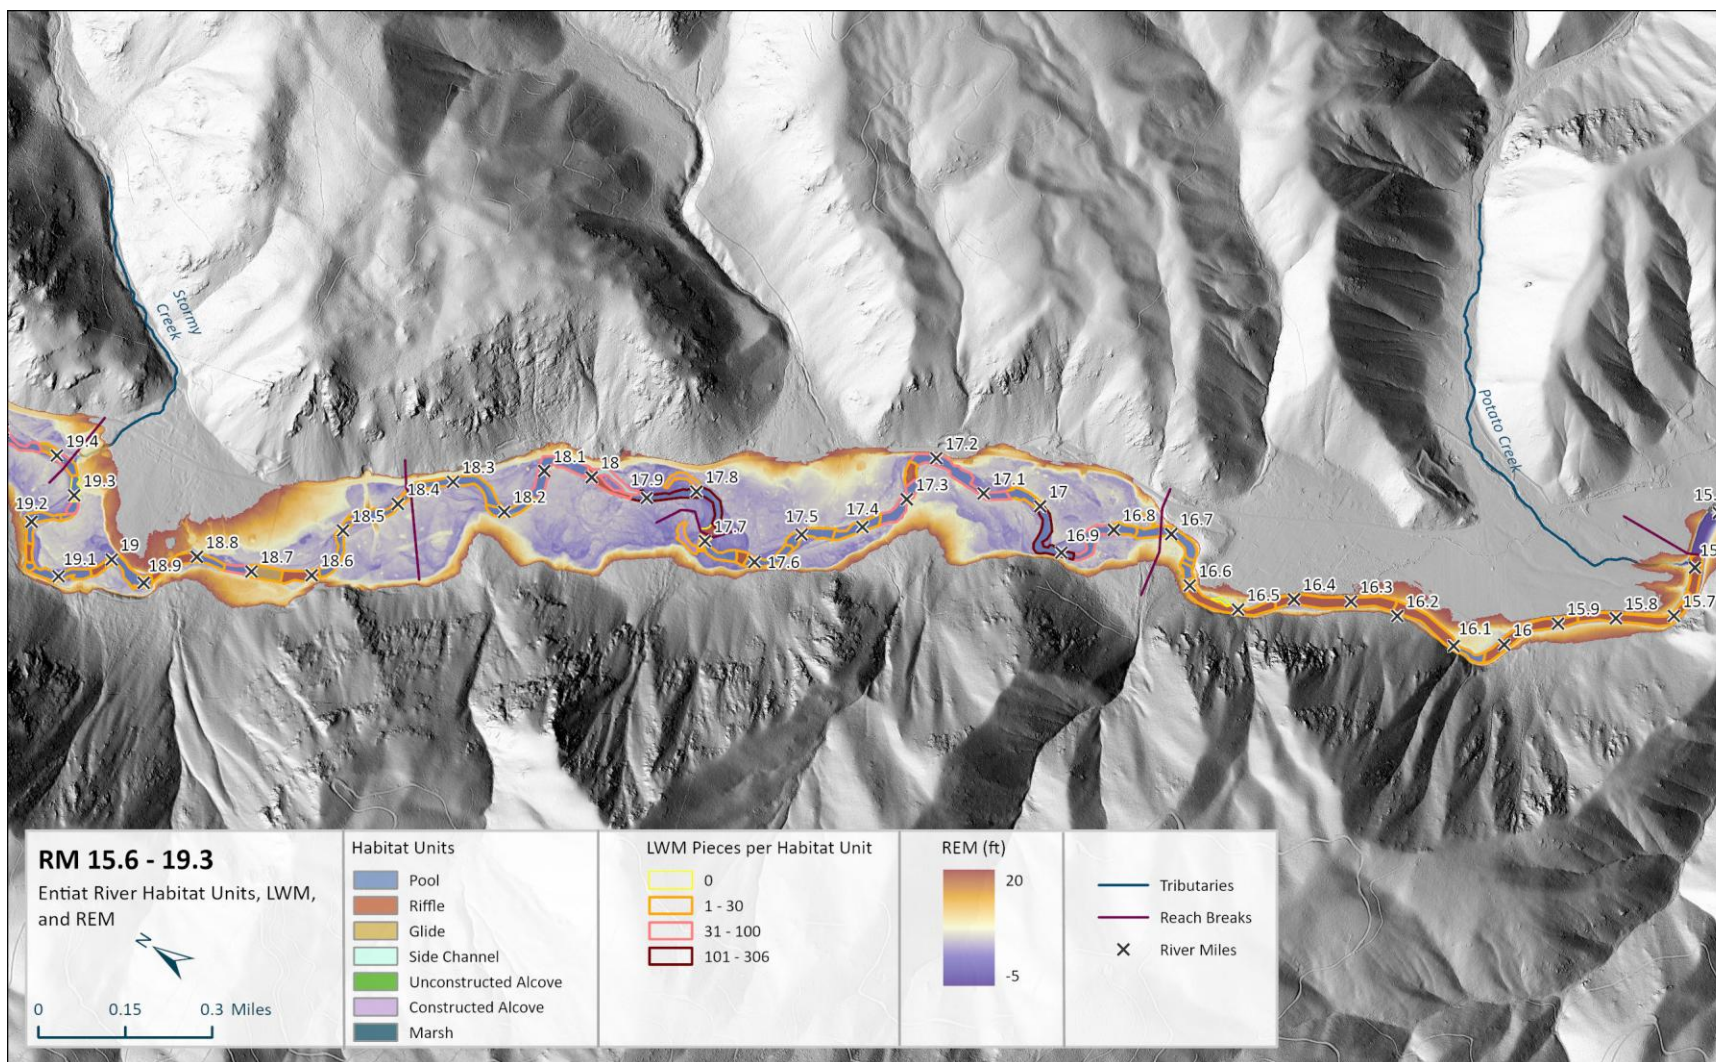 Stormy
Creek
Potato Creek
19.4
19.3
19.2
19.1
19
18.9
18.8
18.7
18.6
18.5
18.4
18.3
18.2
18.1
18
17.9
17.8
17.7
17.6
17.5
17.4
17.3
17.2
17.1
17
16.9
16.8
16.7
16.6
16.5
16.4
16.3
16.2
16.1
16
15.9
15.8
15.7
RM 15.6 - 19.3
Entiat River Habitat Units, LWM,
and REM
N
0 0.15 0.3 Miles
Habitat Units
Pool
Riffle
Glide
Side Channel
Unconstructed Alcove
Constructed Alcove
Marsh
LWM Pieces per Habitat Unit
0
1 - 30
31 - 100
101 - 306
REM (ft)
20
-5
Tributaries
Reach Breaks
River Miles